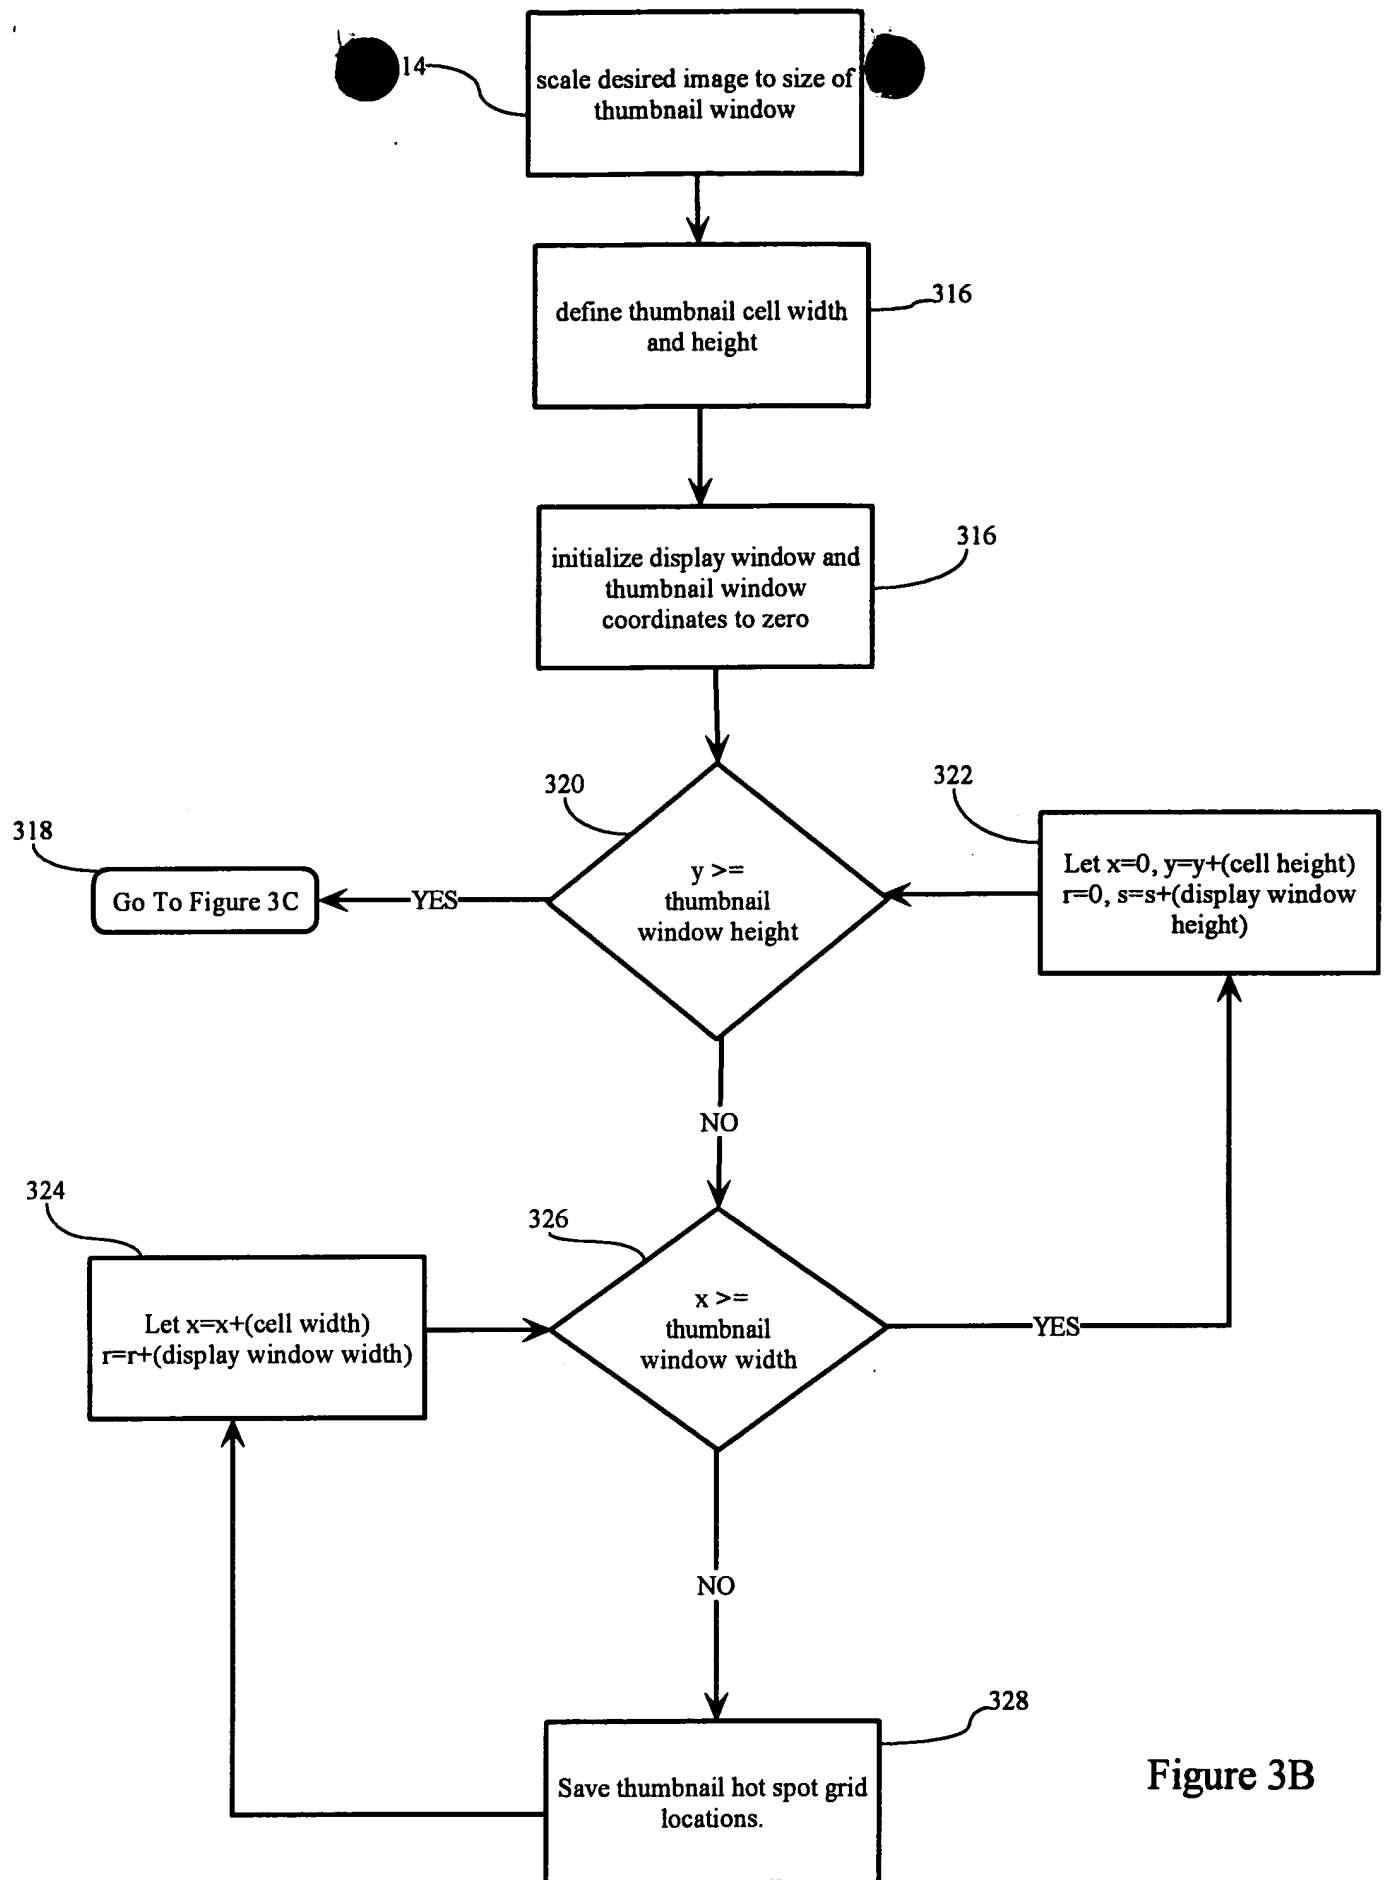 14
scale desired image to size of
thumbnail window
define thumbnail cell width
and height
316
initialize display window and
thumbnail window
coordinates to zero
316
320
322
318
Go To Figure 3C
YES
y >=
thumbnail
window height
Let x=0, y=y+(cell height)
r=0, s=s+(display window
height)
NO
324
326
Let x=x+(cell width)
r=r+(display window width)
x >=
thumbnail
window width
YES
NO
328
Save thumbnail hot spot grid
locations.
Figure 3B